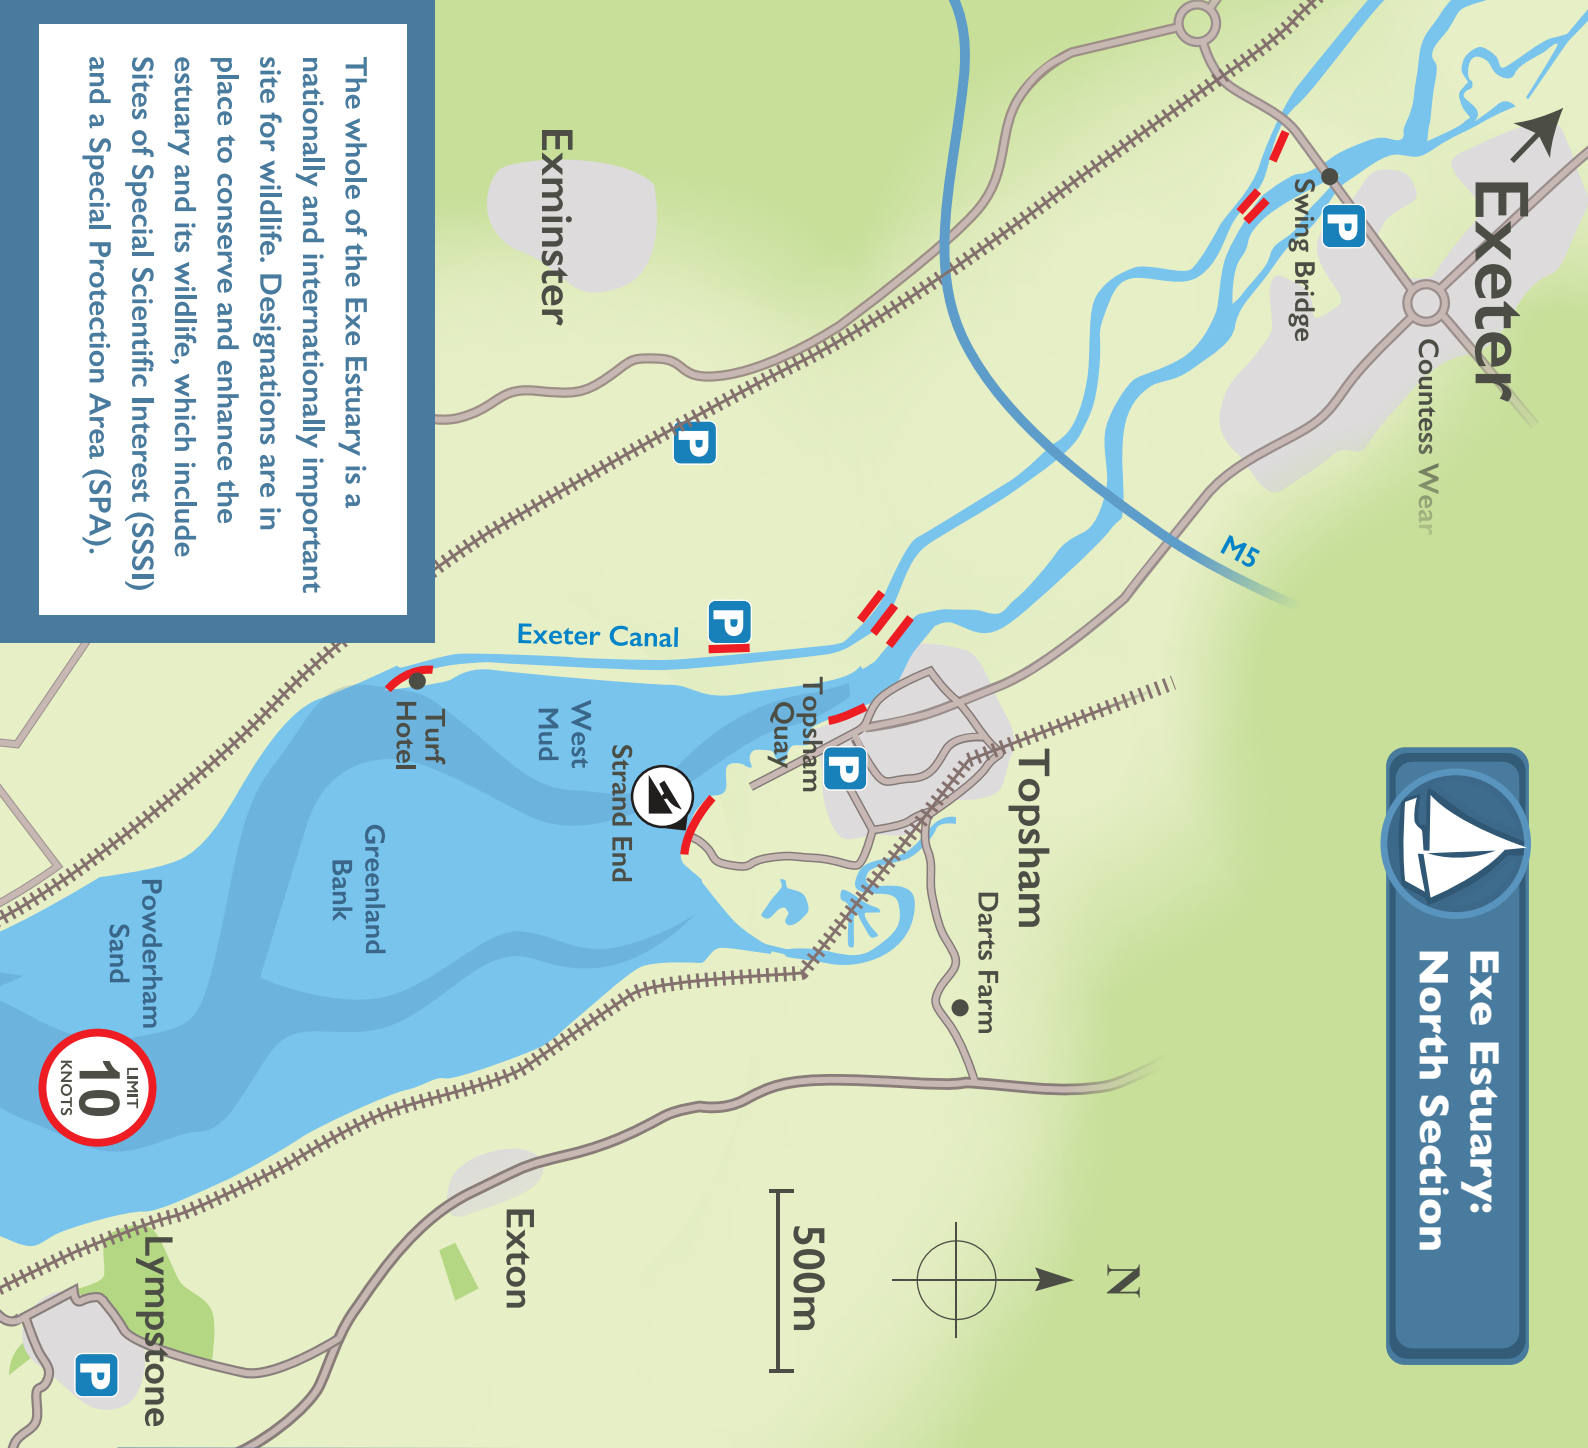 Exe Estuary:
North Section
Exeter
Countess Wear
Swing Bridge
P
M5
Exminster
P
Topsham
Darts Farm
P
Topsham
Quay
P
Exeter Canal
Strand End
West
Mud
Turf
Hotel
Greenland
Bank
Powderham
Sand
LIMIT
10
KNOTS
N
500m
Exton
Lympstone
P
The whole of the Exe Estuary is a
nationally and internationally important
site for wildlife. Designations are in
place to conserve and enhance the
estuary and its wildlife, which include
Sites of Special Scientific Interest (SSSI)
and a Special Protection Area (SPA).